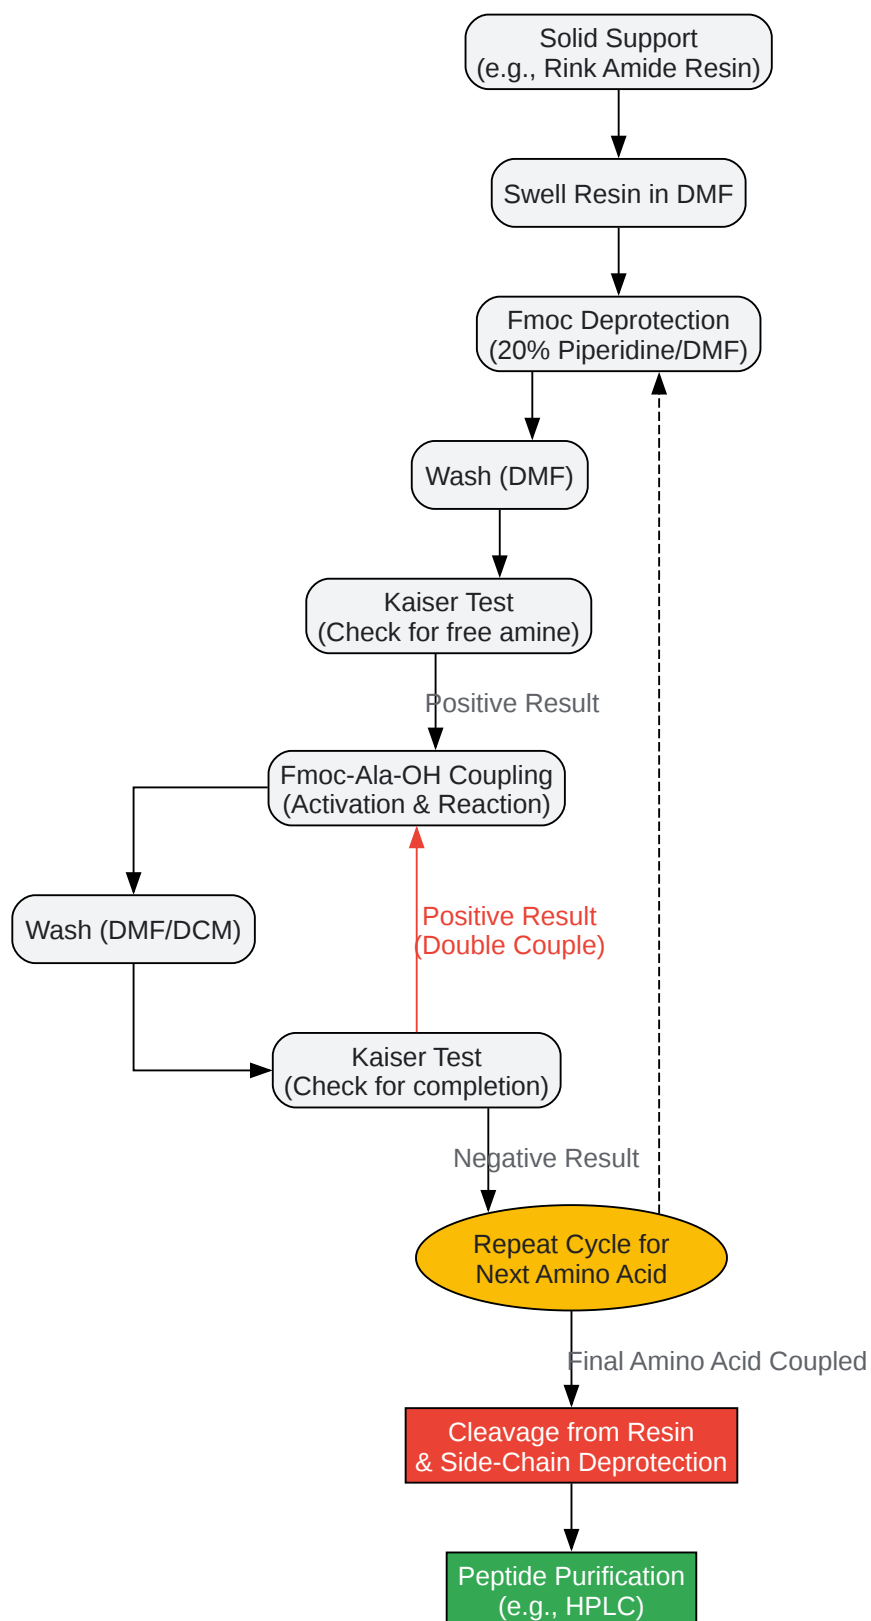 Solid Support
(e.g., Rink Amide Resin)
Swell Resin in DMF
Fmoc Deprotection
(20% Piperidine/DMF)
Wash (DMF)
Kaiser Test
(Check for free amine)
Positive Result
Fmoc-Ala-OH Coupling
(Activation & Reaction)
Wash (DMF/DCM)
Positive Result
(Double Couple)
Kaiser Test
(Check for completion)
Negative Result
Repeat Cycle for
Next Amino Acid
Final Amino Acid Coupled
Cleavage from Resin
& Side-Chain Deprotection
Peptide Purification
(e.g., HPLC)